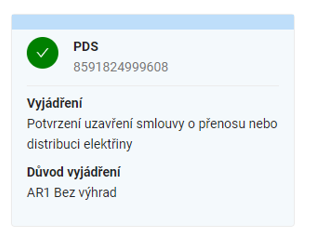 PDS
8591824999608
Vyjádření
Potvrzení uzavření smlouvy o přenosu nebo
distribuci elektřiny
Důvod vyjádření
AR1 Bez výhrad